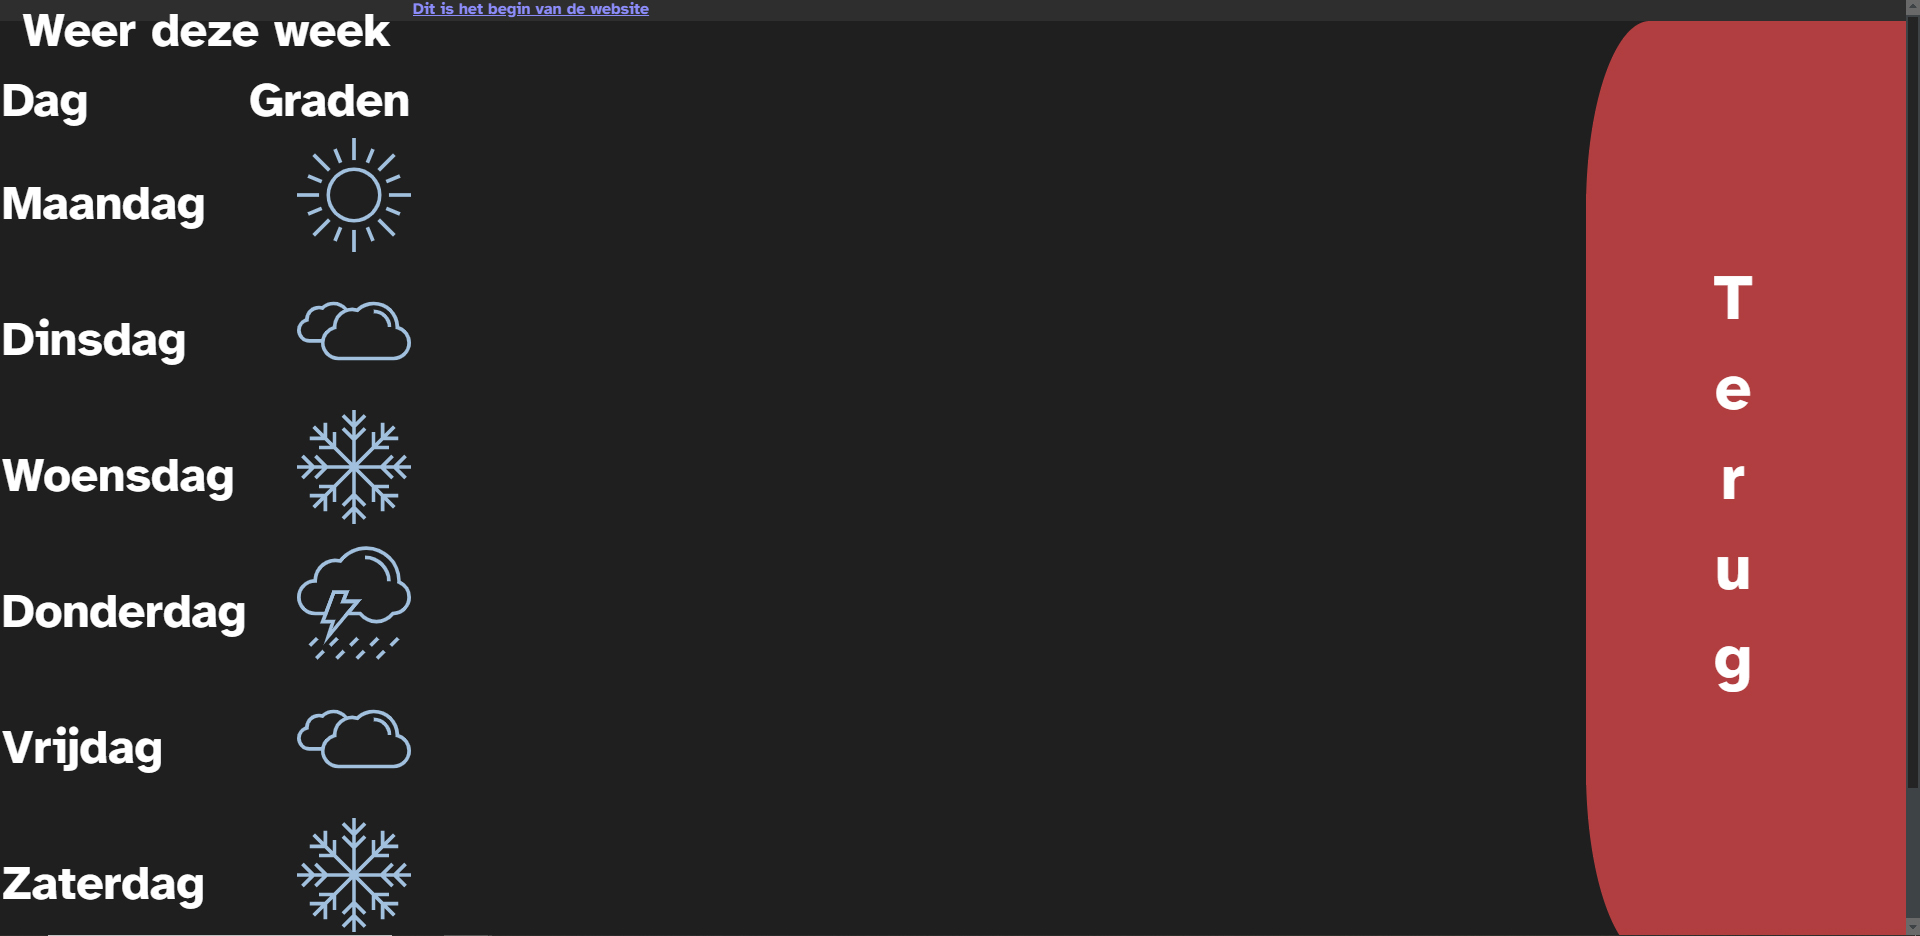 Dit is het begin van de website
Weer deze week
Dag Graden
Maandag
Dinsdag
Woensdag
Donderdag
Vrijdag
Zaterdag
T
e
r
u
g